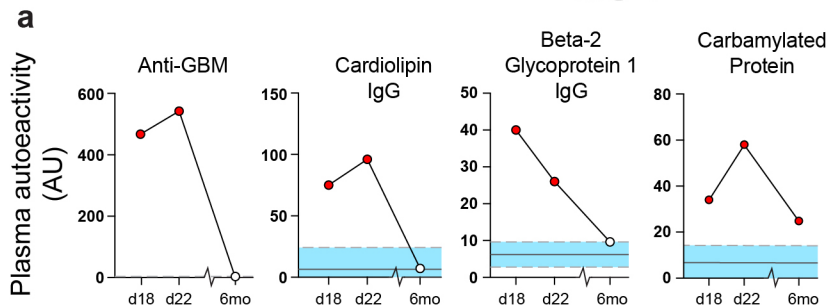 a
Plasma autoeactivity
(AU)
Anti-GBM
600
400
200
0
d18 d22 6mo
Cardiolipin
IgG
150
100
50
0
d18 d22 6mo
Beta-2
Glycoprotein 1
IgG
50
40
30
20
10
0
d18 d22 6mo
Carbamylated
Protein
80
60
40
20
0
d18 d22 6mo